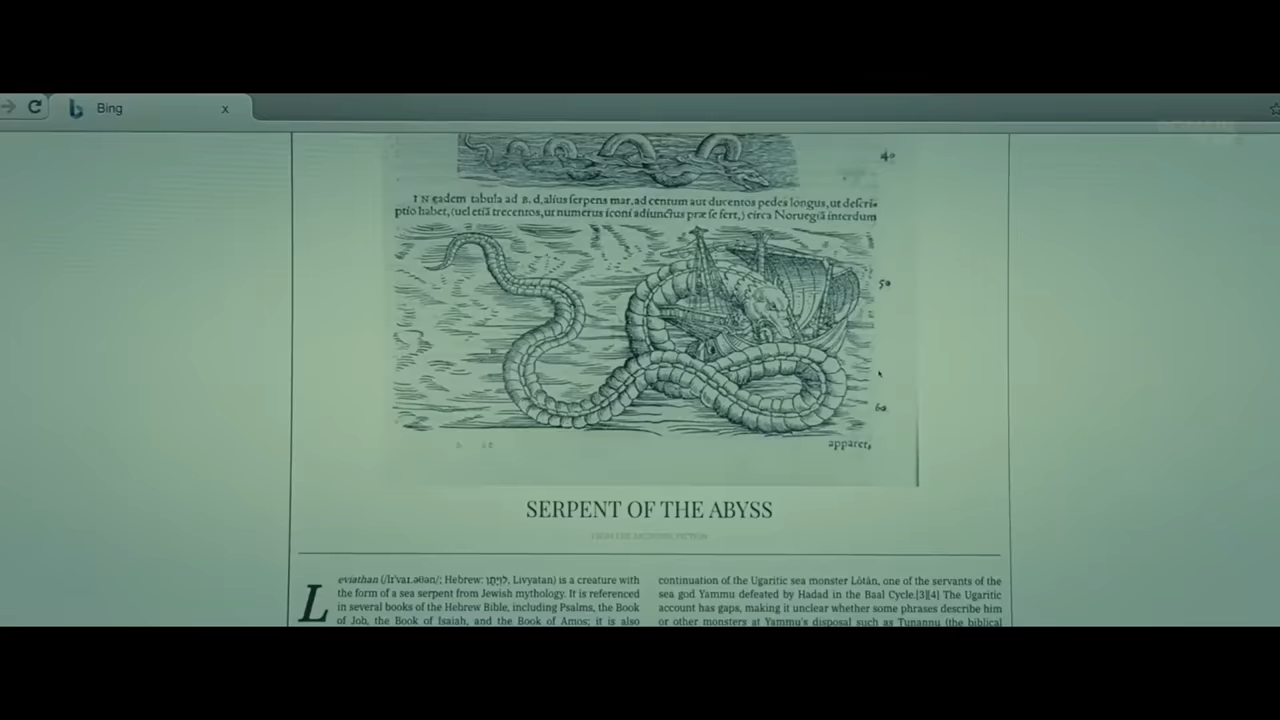 Bing x
40
IN eadem tabula ad B. d, alius ſerpens mar, ad centum aut ducentos pedes longus, ut deſcri-
ptio habet, (uel etiã trecentos, ut numerus iconi adiunctus præ ſe fert,) circa Noruegiã interdum
50
60
apparet,
SERPENT OF THE ABYSS
Leviathan (/lɪˈvaɪ.əθən/; Hebrew: לִוְיָתָן, Livyatan) is a creature with
the form of a sea serpent from Jewish mythology. It is referenced
in several books of the Hebrew Bible, including Psalms, the Book
of Job, the Book of Isaiah, and the Book of Amos; it is also
continuation of the Ugaritic sea monster Lôtān, one of the servants of the
sea god Yammu defeated by Hadad in the Baal Cycle.[3][4] The Ugaritic
account has gaps, making it unclear whether some phrases describe him
or other monsters at Yammu's disposal such as Tunannu (the biblical